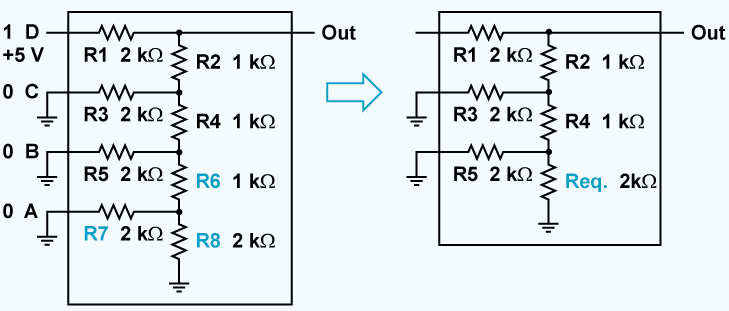 1 D
+5 V
R1 2 kΩ
Out
R2 1 kΩ
0 C
R3 2 kΩ
R4 1 kΩ
0 B
R5 2 kΩ
R6 1 kΩ
0 A
R7 2 kΩ
R8 2 kΩ
Out
R1 2 kΩ
R2 1 kΩ
R3 2 kΩ
R4 1 kΩ
R5 2 kΩ
Req. 2kΩ